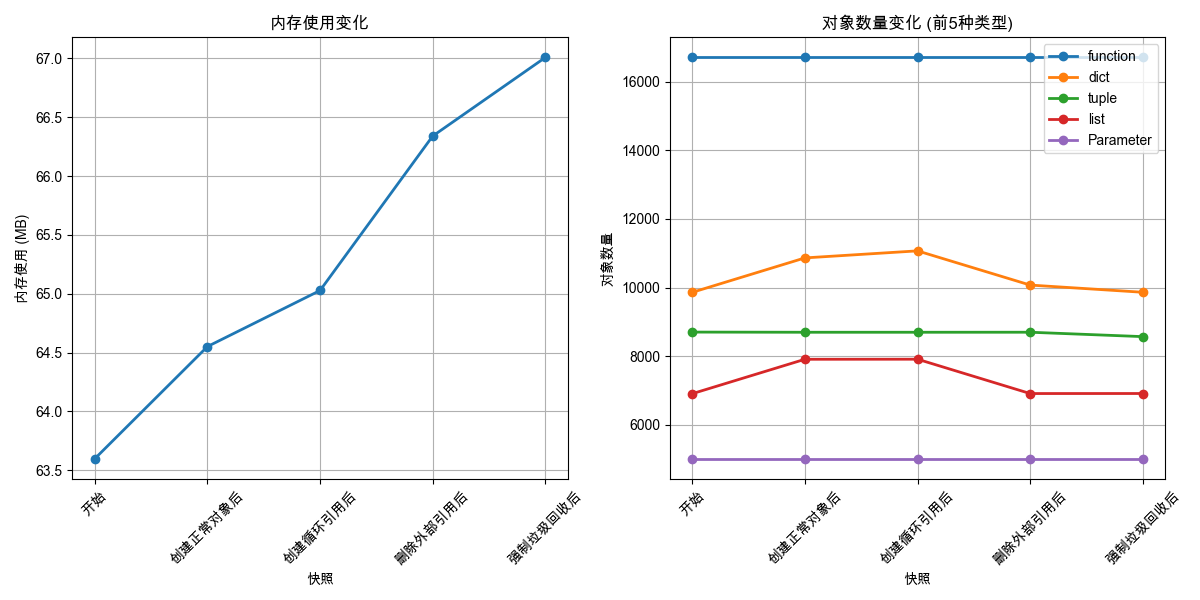 内存使用变化
67.0
66.5
66.0
65.5
65.0
64.5
64.0
63.5
内存使用 (MB)
开始
创建正常对象后
创建循环引用后
删除外部引用后
强制垃圾回收后
快照
对象数量变化 (前5种类型)
function
dict
tuple
list
Parameter
16000
14000
12000
10000
8000
6000
对象数量
开始
创建正常对象后
创建循环引用后
删除外部引用后
强制垃圾回收后
快照